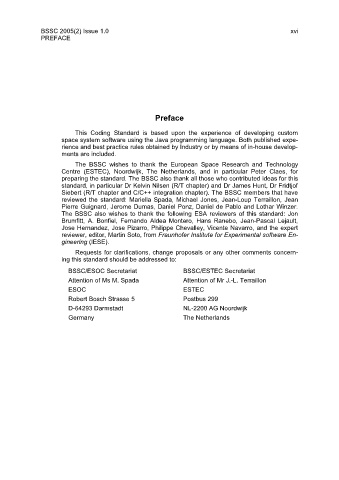 BSSC 2005(2) Issue 1.0 xvi
PREFACE
Preface
This Coding Standard is based upon the experience of developing custom
space system software using the Java programming language. Both published expe-
rience and best practice rules obtained by Industry or by means of in-house develop-
ments are included.
The BSSC wishes to thank the European Space Research and Technology
Centre (ESTEC), Noordwijk, The Netherlands, and in particular Peter Claes, for
preparing the standard. The BSSC also thank all those who contributed ideas for this
standard, in particular Dr Kelvin Nilsen (R/T chapter) and Dr James Hunt, Dr Fridtjof
Siebert (R/T chapter and C/C++ integration chapter). The BSSC members that have
reviewed the standard: Mariella Spada, Michael Jones, Jean-Loup Terraillon, Jean
Pierre Guignard, Jerome Dumas, Daniel Ponz, Daniel de Pablo and Lothar Winzer.
The BSSC also wishes to thank the following ESA reviewers of this standard: Jon
Brumfitt, A. Bonfiel, Fernando Aldea Montero, Hans Ranebo, Jean-Pascal Lejault,
Jose Hernandez, Jose Pizarro, Philippe Chevalley, Vicente Navarro, and the expert
reviewer, editor, Martin Soto, from Fraunhofer Institute for Experimental software En-
gineering (IESE).
Requests for clarifications, change proposals or any other comments concern-
ing this standard should be addressed to:
BSSC/ESOC Secretariat BSSC/ESTEC Secretariat
Attention of Ms M. Spada Attention of Mr J.-L. Terraillon
ESOC ESTEC
Robert Bosch Strasse 5 Postbus 299
D-64293 Darmstadt NL-2200 AG Noordwijk
Germany The Netherlands